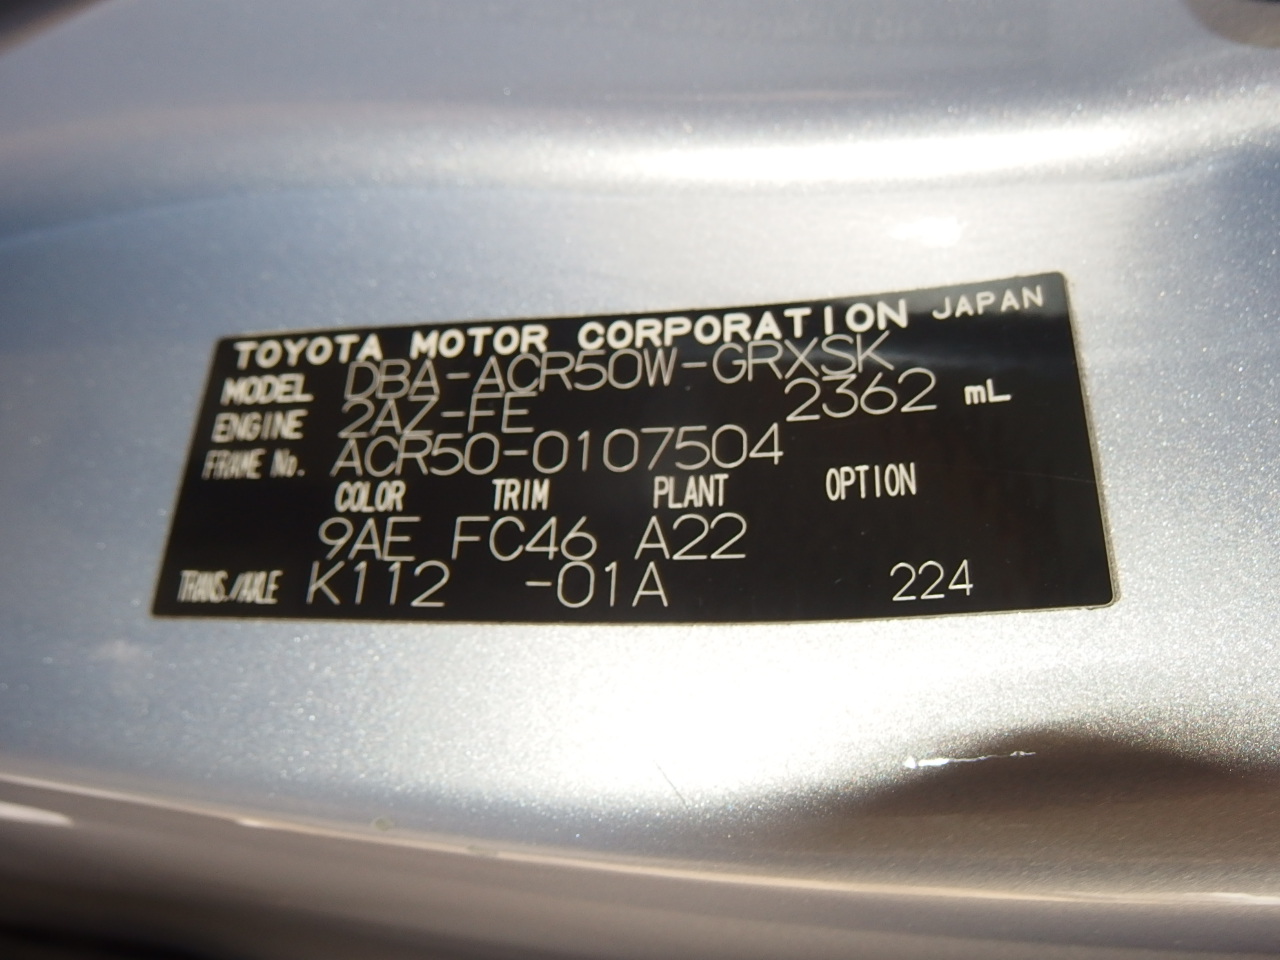 TOYOTA MOTOR CORPORATION JAPAN
MODEL DBA-ACR50W-GRXSK
ENGINE 2AZ-FE 2362 mL
FRAME No. ACR50-0107504
COLOR TRIM PLANT OPTION
9AE FC46 A22
TRANS./AXLE K112 -01A 224